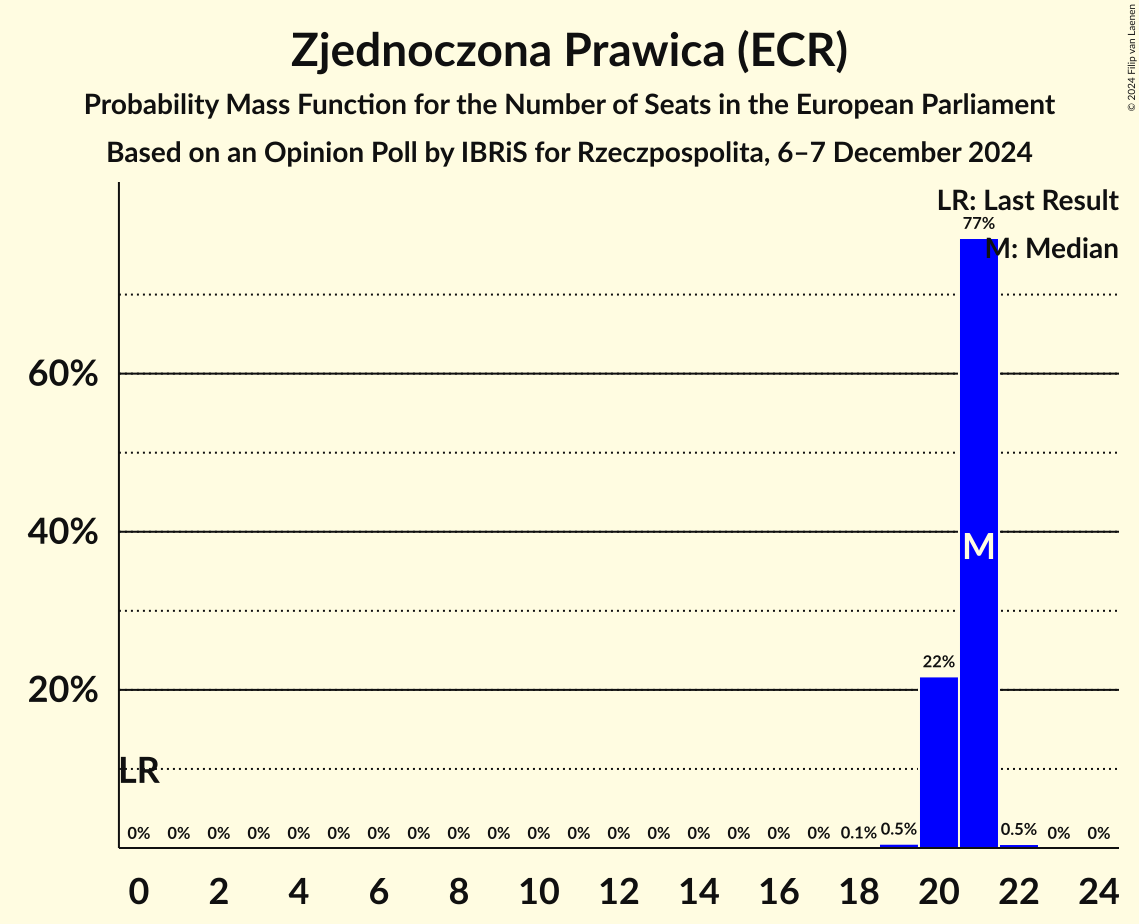 Zjednoczona Prawica (ECR)
Probability Mass Function for the Number of Seats in the European Parliament
Based on an Opinion Poll by IBRiS for Rzeczpospolita, 6–7 December 2024
© 2024 Filip van Laenen
LR: Last Result
77%
M: Median
60%
40%
M
22%
20%
LR
0% 0% 0% 0% 0% 0% 0% 0% 0% 0% 0% 0% 0% 0% 0% 0% 0% 0% 0.1% 0.5% 0.5% 0% 0%
0 2 4 6 8 10 12 14 16 18 20 22 24